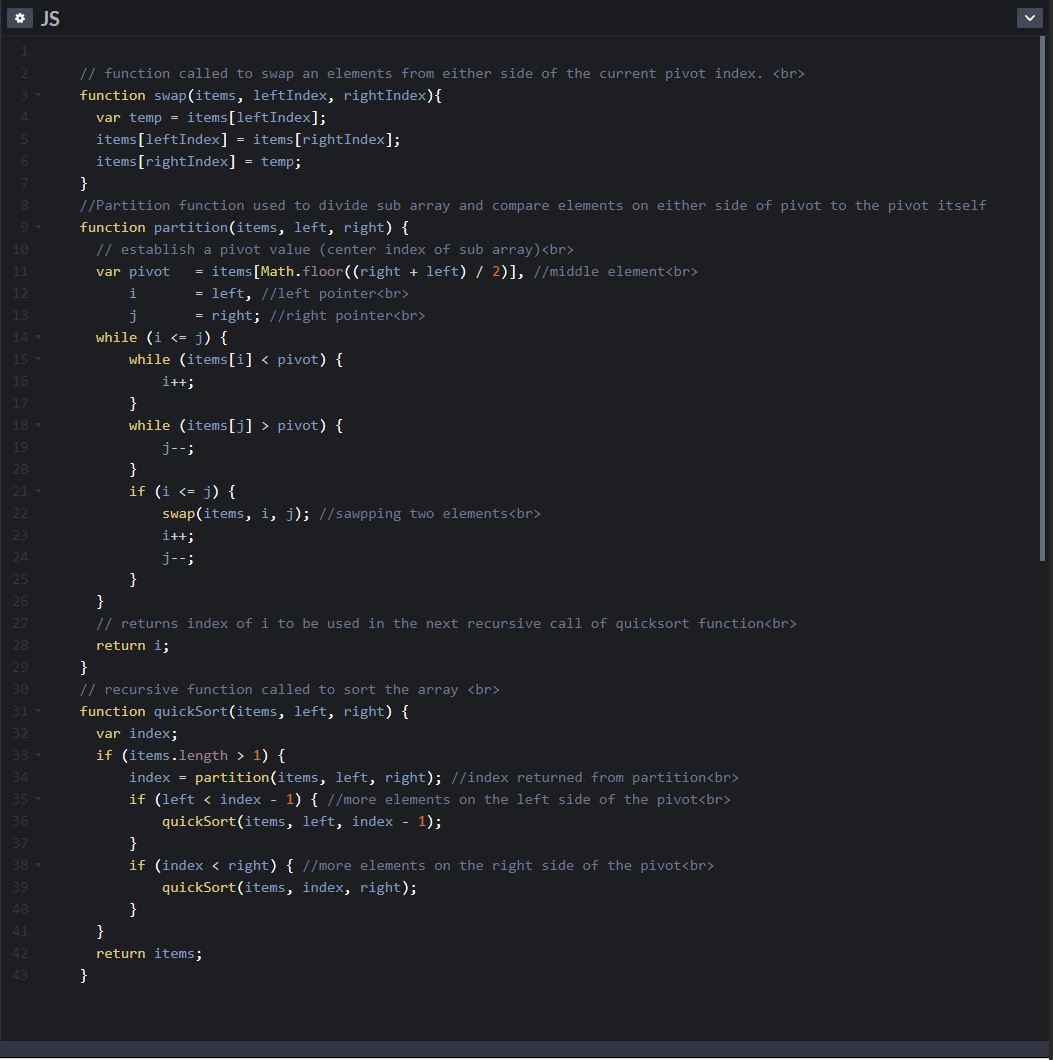 JS
1
2 // function called to swap an elements from either side of the current pivot index. <br>
3 function swap(items, leftIndex, rightIndex){
4 var temp = items[leftIndex];
5 items[leftIndex] = items[rightIndex];
6 items[rightIndex] = temp;
7 }
8 //Partition function used to divide sub array and compare elements on either side of pivot to the pivot itself
9 function partition(items, left, right) {
10 // establish a pivot value (center index of sub array)<br>
11 var pivot   = items[Math.floor((right + left) / 2)], //middle element<br>
12 i       = left, //left pointer<br>
13 j       = right; //right pointer<br>
14 while (i <= j) {
15 while (items[i] < pivot) {
16 i++;
17 }
18 while (items[j] > pivot) {
19 j--;
20 }
21 if (i <= j) {
22 swap(items, i, j); //sawpping two elements<br>
23 i++;
24 j--;
25 }
26 }
27 // returns index of i to be used in the next recursive call of quicksort function<br>
28 return i;
29 }
30 // recursive function called to sort the array <br>
31 function quickSort(items, left, right) {
32 var index;
33 if (items.length > 1) {
34 index = partition(items, left, right); //index returned from partition<br>
35 if (left < index - 1) { //more elements on the left side of the pivot<br>
36 quickSort(items, left, index - 1);
37 }
38 if (index < right) { //more elements on the right side of the pivot<br>
39 quickSort(items, index, right);
40 }
41 }
42 return items;
43 }